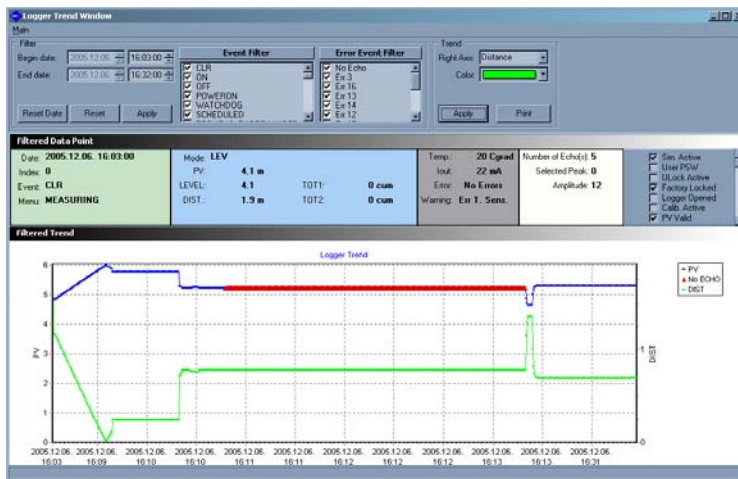 Logger Trend Window
Main
Filter
Begin date: 2005.12.06. 16:03:00
End date: 2005.12.06. 16:32:00
Reset Date Reset Apply
Event Filter
CLR
ON
OFF
POWERON
WATCHDOG
SCHEDULED
Error Event Filter
No Echo
Err 3
Err 16
Err 13
Err 14
Err 12
Trend
Right Axis: Distance
Color:
Apply Print
Filtered Data Point
Date: 2005.12.06. 16:03:00
Index: 0
Event: CLR
Menu: MEASURING
Mode: LEV
PV: 4.1 m
LEVEL: 4.1 TOT1: 0 cum
DIST.: 1.9 m TOT2: 0 cum
Temp.: 20 Cgrad
Iout: 22 mA
Error: No Errors
Warning: Err T. Sens.
Number of Echo(s): 5
Selected Peak: 0
Amplitude: 12
Sim. Active
User PSW
ULock Active
Factory Locked
Logger Opened
Calib. Active
PV Valid
Filtered Trend
Logger Trend
PV
No ECHO
DIST
6
5
4
3
2
1
0
PV
1
0
DIST
2005.12.06. 2005.12.06. 2005.12.06. 2005.12.06. 2005.12.06. 2005.12.06. 2005.12.06. 2005.12.06. 2005.12.06. 2005.12.06. 2005.12.06. 2005.12.06.
16:03 16:09 16:10 16:10 16:11 16:11 16:12 16:12 16:12 16:13 16:13 16:31